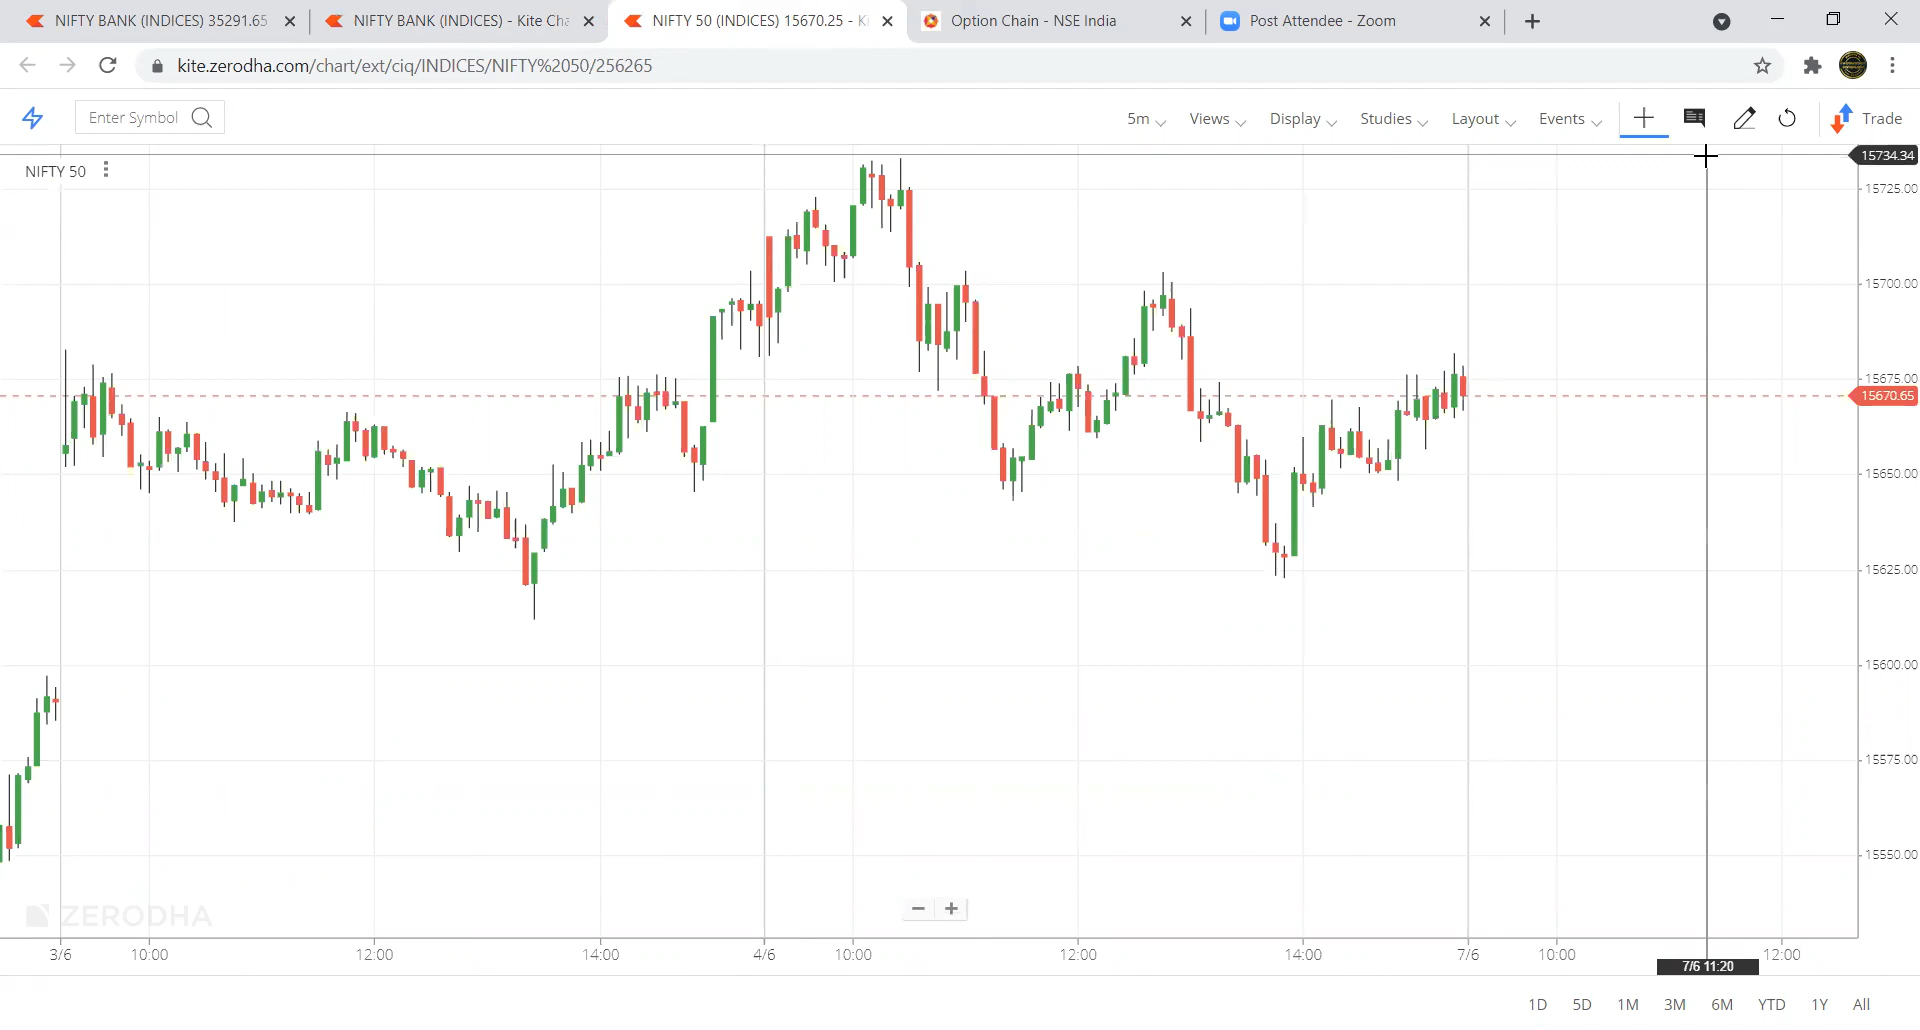 NIFTY BANK (INDICES) 35291.65
NIFTY BANK (INDICES) - Kite Cha
NIFTY 50 (INDICES) 15670.25 - Ki
Option Chain - NSE India
Post Attendee - Zoom
kite.zerodha.com/chart/ext/ciq/INDICES/NIFTY%2050/256265
Enter Symbol
5m
Views
Display
Studies
Layout
Events
Trade
NIFTY 50
15734.34
15725.00
15700.00
15675.00
15670.65
15650.00
15625.00
15600.00
15575.00
15550.00
ZERODHA
3/6 10:00 12:00 14:00 4/6 10:00 12:00 14:00 7/6 10:00 12:00
7/6 11:20
1D 5D 1M 3M 6M YTD 1Y All